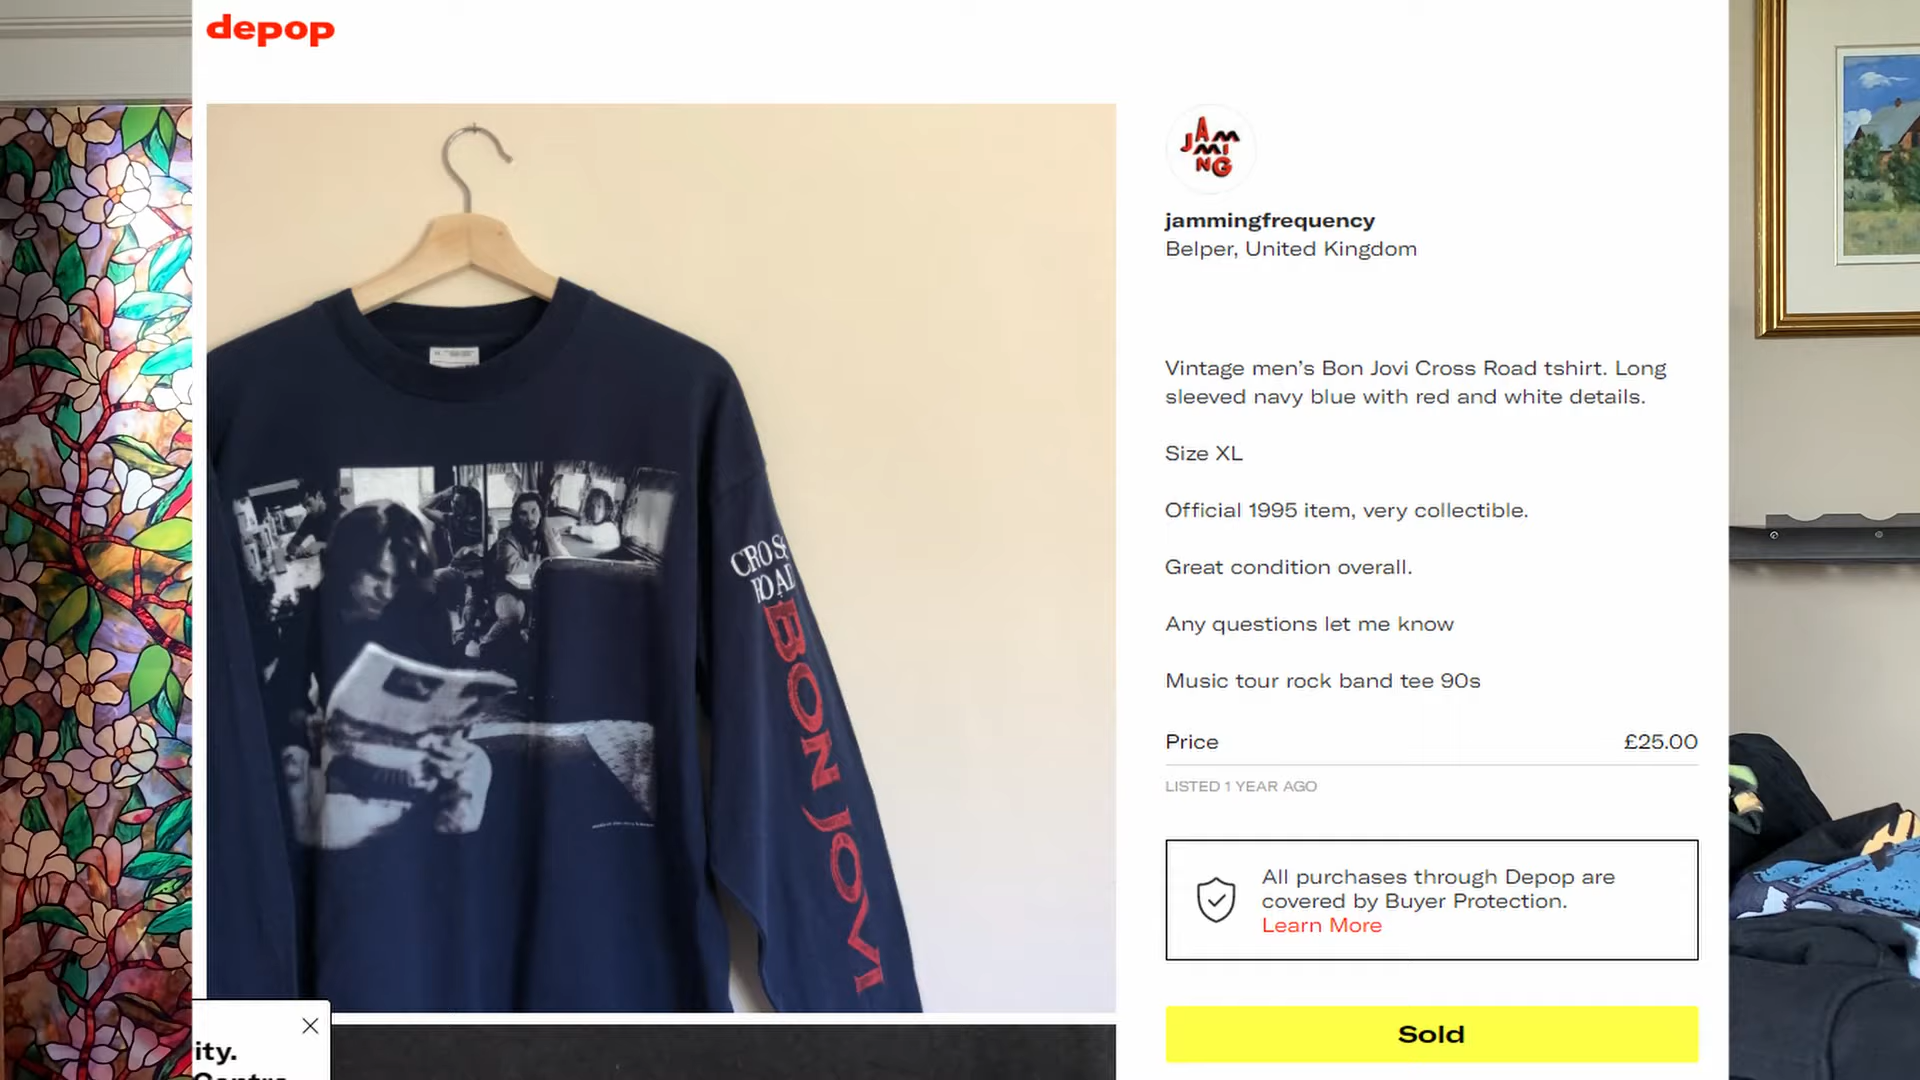 depop
JAMMING
jammingfrequency
Belper, United Kingdom
Vintage men’s Bon Jovi Cross Road tshirt. Long
sleeved navy blue with red and white details.
Size XL
Official 1995 item, very collectible.
Great condition overall.
Any questions let me know
Music tour rock band tee 90s
Price £25.00
LISTED 1 YEAR AGO
All purchases through Depop are
covered by Buyer Protection.
Learn More
Sold
CROSS
ROAD
BON JOVI
ity.